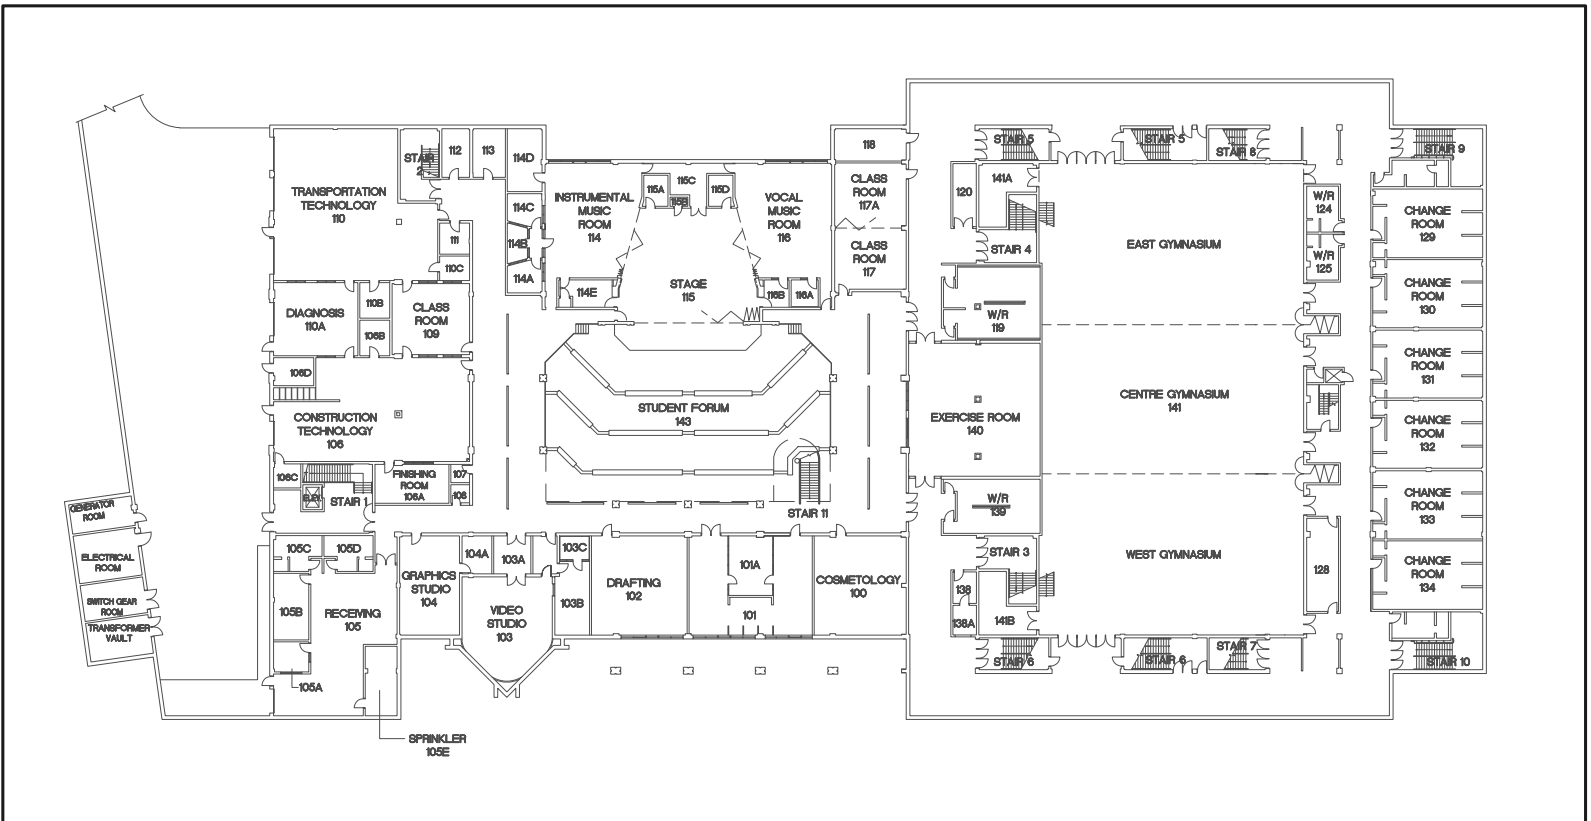 STAIR
2
112
113
114D
TRANSPORTATION
TECHNOLOGY
110
111
110C
114C
114B
114A
INSTRUMENTAL
MUSIC
ROOM
114
114E
115A
115C
115B
115D
VOCAL
MUSIC
ROOM
116
116B
116A
STAGE
115
118
CLASS
ROOM
117A
CLASS
ROOM
117
DIAGNOSIS
110A
110B
106B
CLASS
ROOM
109
106D
CONSTRUCTION
TECHNOLOGY
106
106C
ELEV.
STAIR 1
FINISHING
ROOM
106A
107
108
STUDENT FORUM
143
STAIR 11
GENERATOR
ROOM
ELECTRICAL
ROOM
SWITCH GEAR
ROOM
TRANSFORMER
VAULT
105C
105D
105B
RECEIVING
105
105A
SPRINKLER
105E
GRAPHICS
STUDIO
104
104A
103A
103C
103B
VIDEO
STUDIO
103
DRAFTING
102
101A
101
COSMETOLOGY
100
STAIR 5
STAIR 5
STAIR 8
STAIR 9
120
141A
STAIR 4
W/R
119
EAST GYMNASIUM
W/R
124
W/R
125
CHANGE
ROOM
129
CHANGE
ROOM
130
CHANGE
ROOM
131
CHANGE
ROOM
132
CHANGE
ROOM
133
CHANGE
ROOM
134
EXERCISE ROOM
140
CENTRE GYMNASIUM
141
W/R
139
STAIR 3
138
138A
141B
WEST GYMNASIUM
128
STAIR 6
STAIR 6
STAIR 7
STAIR 10